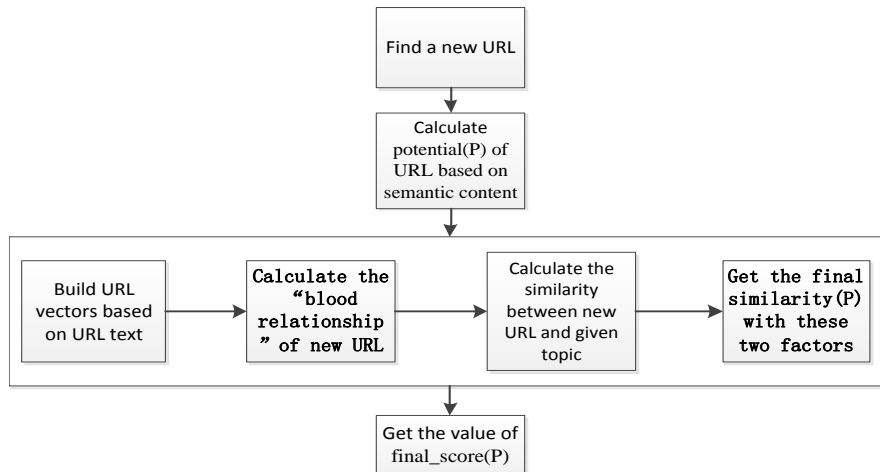 Find a new URL
Calculate
potential(P) of
URL based on
semantic content
Build URL
vectors based
on URL text
Calculate the
“blood
relationship
” of new URL
Calculate the
similarity
between new
URL and given
topic
Get the final
similarity(P)
with these
two factors
Get the value of
final_score(P)